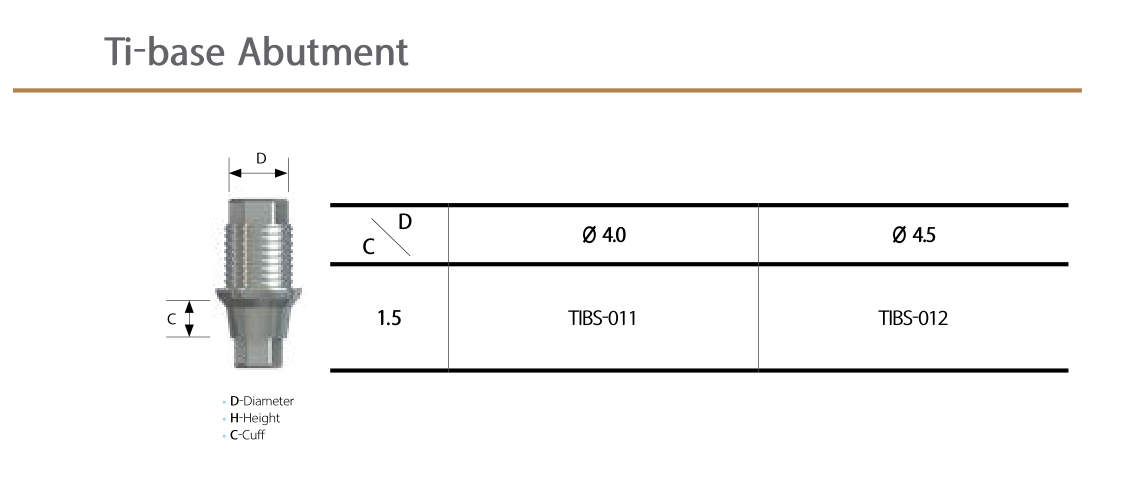 Ti-base Abutment
D
D
C
Ø 4.0
Ø 4.5
C
1.5
TIBS-011
TIBS-012
◦ D-Diameter
◦ H-Height
◦ C-Cuff